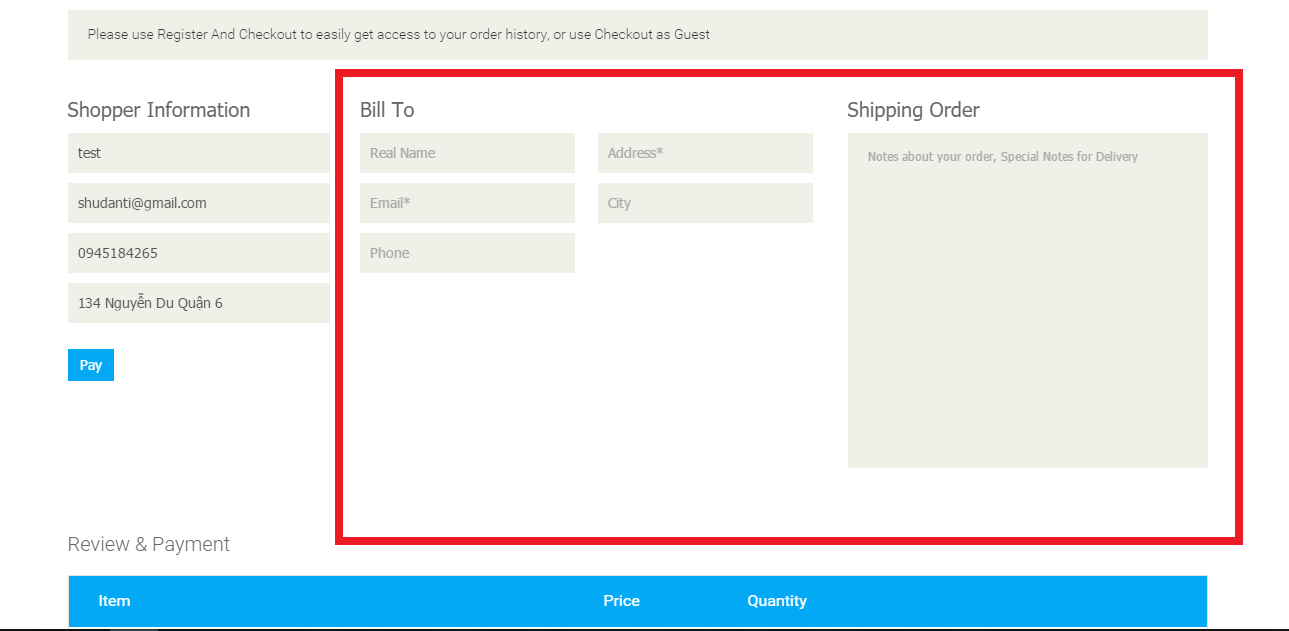 Please use Register And Checkout to easily get access to your order history, or use Checkout as Guest
Shopper Information
test
shudanti@gmail.com
0945184265
134 Nguyễn Du Quận 6
Pay
Bill To
Real Name
Address*
Email*
City
Phone
Shipping Order
Notes about your order, Special Notes for Delivery
Review & Payment
Item Price Quantity